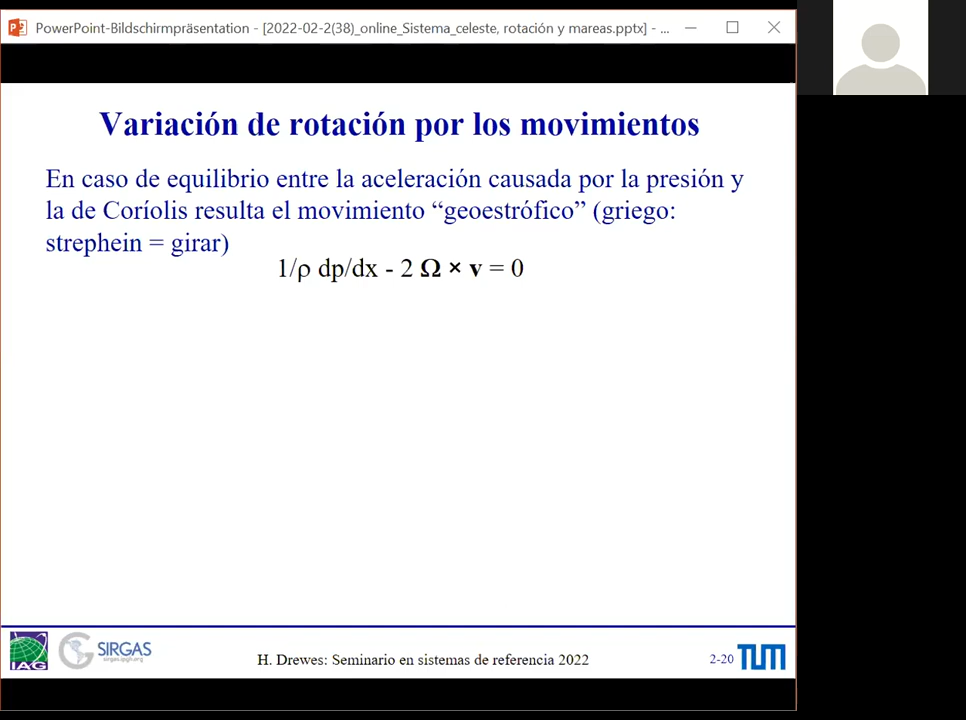 PowerPoint-Bildschirmpräsentation - [2022-02-2(38)_online_Sistema_celeste, rotación y mareas.pptx] - ...
Variación de rotación por los movimientos
En caso de equilibrio entre la aceleración causada por la presión y
la de Coríolis resulta el movimiento “geoestrófico” (griego:
strephein = girar)
1/ρ dp/dx - 2 Ω × v = 0
IAG
SIRGAS
sirgas.ipgh.org
H. Drewes: Seminario en sistemas de referencia 2022
2-20
TUM